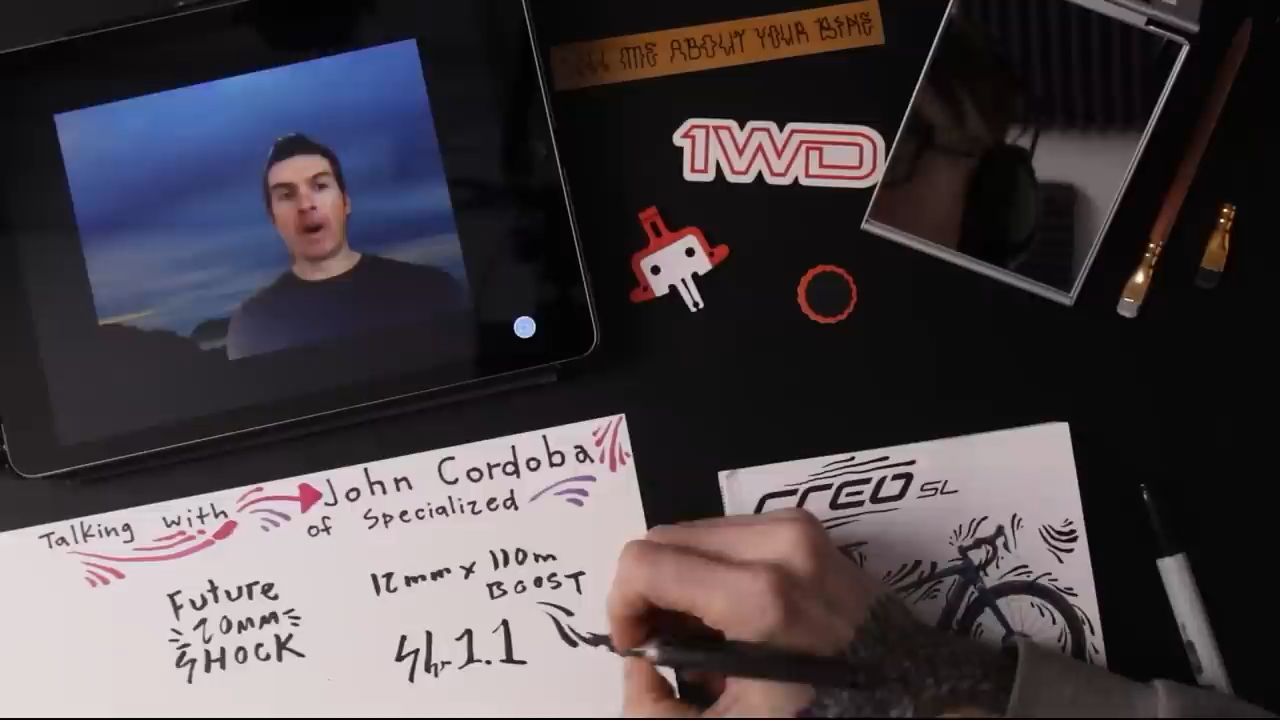 ME ABOUT YOUR BIKE
1WD
Talking with John Cordoba
of Specialized
Future
20mm
SHOCK
12mm x 110m
BOOST
SL 1.1
CREO SL